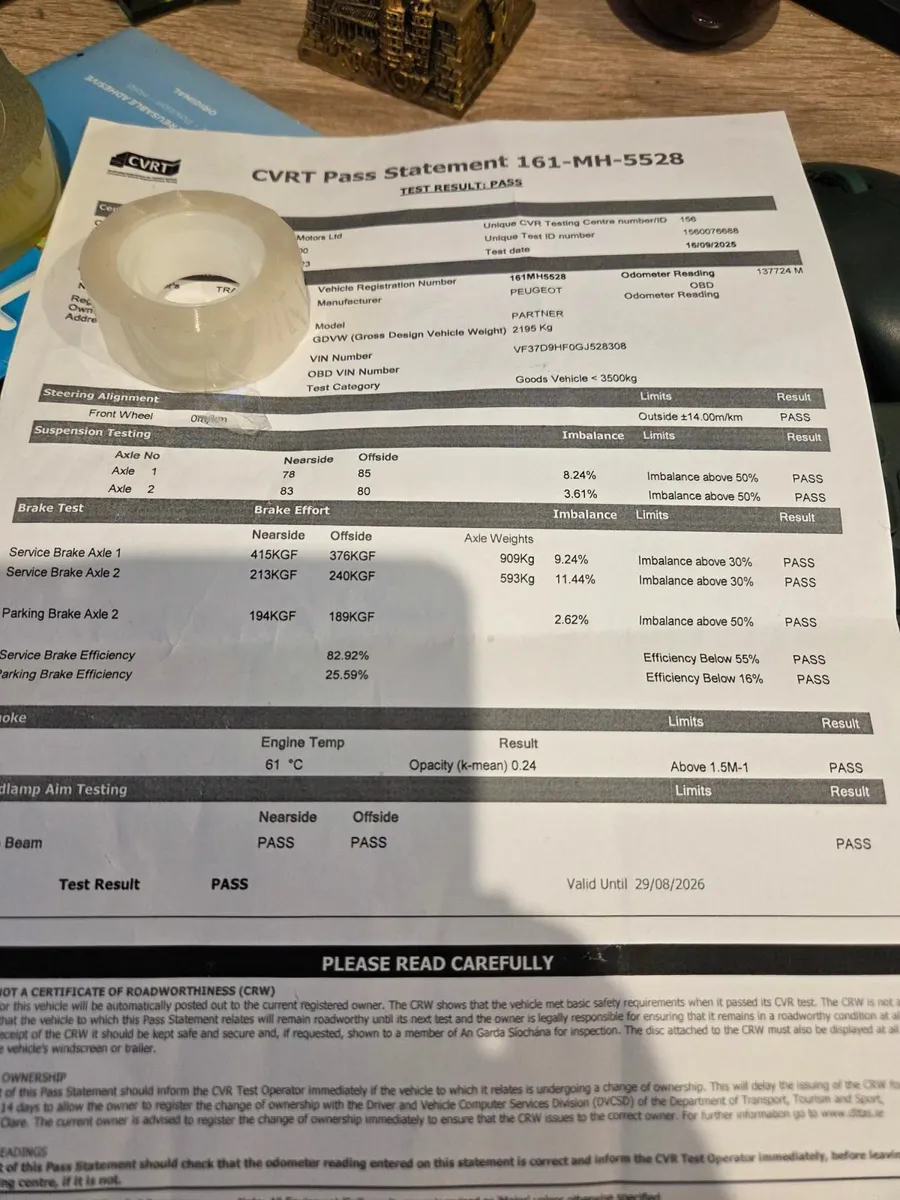 ORIGINAL
REUSABLE ADHESIVE
CVRT
CVRT Pass Statement 161-MH-5528
TEST RESULT: PASS
Motors Ltd
Unique CVR Testing Centre number/ID 156
Unique Test ID number 1560076688
Test date 16/09/2025
Vehicle Registration Number 161MH5528 Odometer Reading 137724 M
Manufacturer PEUGEOT OBD Odometer Reading
Model PARTNER
GDVW (Gross Design Vehicle Weight) 2195 Kg
VIN Number VF37D9HF0GJ528308
OBD VIN Number
Test Category Goods Vehicle < 3500kg
Own
Addre
Steering Alignment Limits Result
Front Wheel 0m/km Outside ±14.00m/km PASS
Suspension Testing Imbalance Limits Result
Axle No Nearside Offside
Axle 1 78 85 8.24% Imbalance above 50% PASS
Axle 2 83 80 3.61% Imbalance above 50% PASS
Brake Test Brake Effort Imbalance Limits Result
Nearside Offside Axle Weights
Service Brake Axle 1 415KGF 376KGF 909Kg 9.24% Imbalance above 30% PASS
Service Brake Axle 2 213KGF 240KGF 593Kg 11.44% Imbalance above 30% PASS
Parking Brake Axle 2 194KGF 189KGF 2.62% Imbalance above 50% PASS
Service Brake Efficiency 82.92% Efficiency Below 55% PASS
arking Brake Efficiency 25.59% Efficiency Below 16% PASS
oke Limits Result
Engine Temp Result
61 °C Opacity (k-mean) 0.24 Above 1.5M-1 PASS
dlamp Aim Testing Limits Result
Nearside Offside
Beam PASS PASS PASS
Test Result PASS Valid Until 29/08/2026
PLEASE READ CAREFULLY
NOT A CERTIFICATE OF ROADWORTHINESS (CRW)
or this vehicle will be automatically posted out to the current registered owner. The CRW shows that the vehicle met basic safety requirements when it passed its CVR test. The CRW is not a
that the vehicle to which this Pass Statement relates will remain roadworthy until its next test and the owner is legally responsible for ensuring that it remains in a roadworthy condition at al
eceipt of the CRW it should be kept safe and secure and, if requested, shown to a member of An Garda Síochána for inspection. The disc attached to the CRW must also be displayed at all
e vehicle's windscreen or trailer.
OWNERSHIP
t of this Pass Statement should inform the CVR Test Operator immediately if the vehicle to which it relates is undergoing a change of ownership. This will delay the issuing of the CRW fo
14 days to allow the owner to register the change of ownership with the Driver and Vehicle Computer Services Division (DVCSD) of the Department of Transport, Tourism and Sport,
Clare. The current owner is advised to register the change of ownership immediately to ensure that the CRW issues to the correct owner. For further information go to www.dttas.ie
EADINGS
t of this Pass Statement should check that the odometer reading entered on this statement is correct and inform the CVR Test Operator immediately, before leavin
ng centre, if it is not.